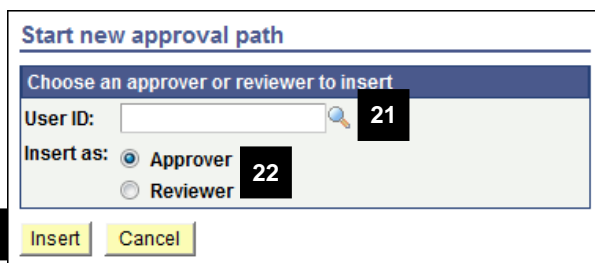 Start new approval path
Choose an approver or reviewer to insert
User ID: 21
Insert as: Approver 22
Reviewer
Insert Cancel